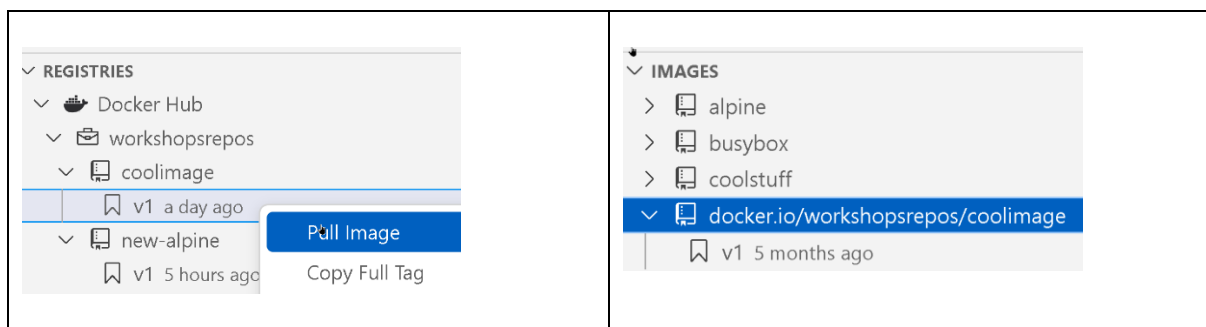 REGISTRIES
Docker Hub
workshopsrepos
coolimage
v1 a day ago
Pull Image
new-alpine
v1 5 hours ago
Copy Full Tag
IMAGES
alpine
busybox
coolstuff
docker.io/workshopsrepos/coolimage
v1 5 months ago